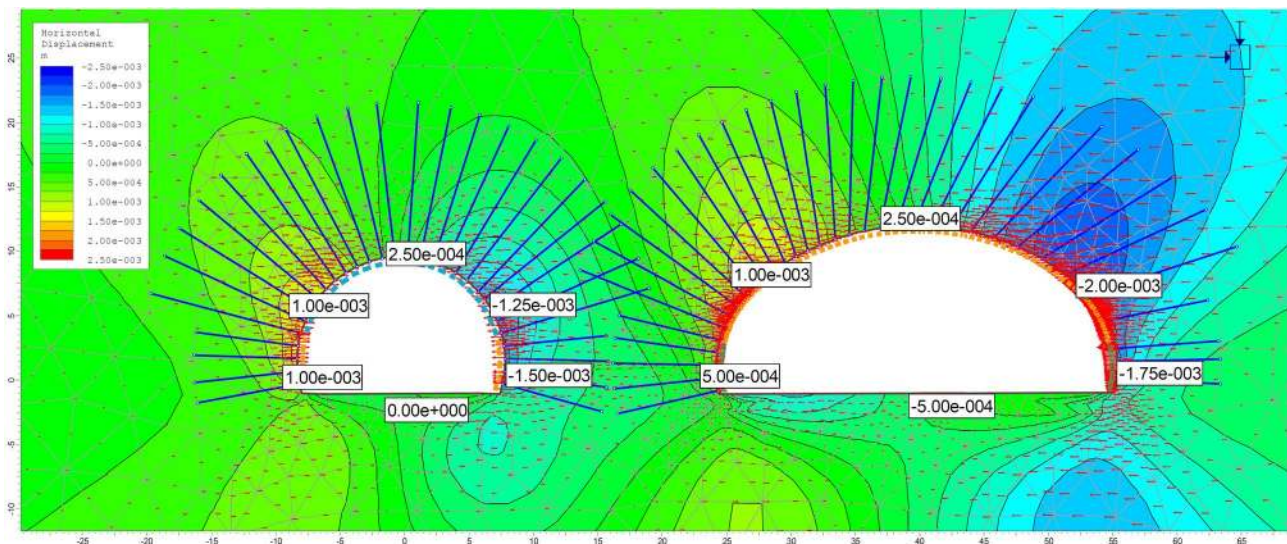 Horizontal
Displacement
m
-2.50e-003
-2.00e-003
-1.50e-003
-1.00e-003
-5.00e-004
0.00e+000
5.00e-004
1.00e-003
1.50e-003
2.00e-003
2.50e-003
25
20
15
10
5
0
-5
-10
2.50e-004
2.50e-004
1.00e-003
-1.25e-003
1.00e-003
-2.00e-003
1.00e-003
-1.50e-003
5.00e-004
-1.75e-003
0.00e+000
-5.00e-004
-25 -20 -15 -10 -5 0 5 10 15 20 25 30 35 40 45 50 55 60 65